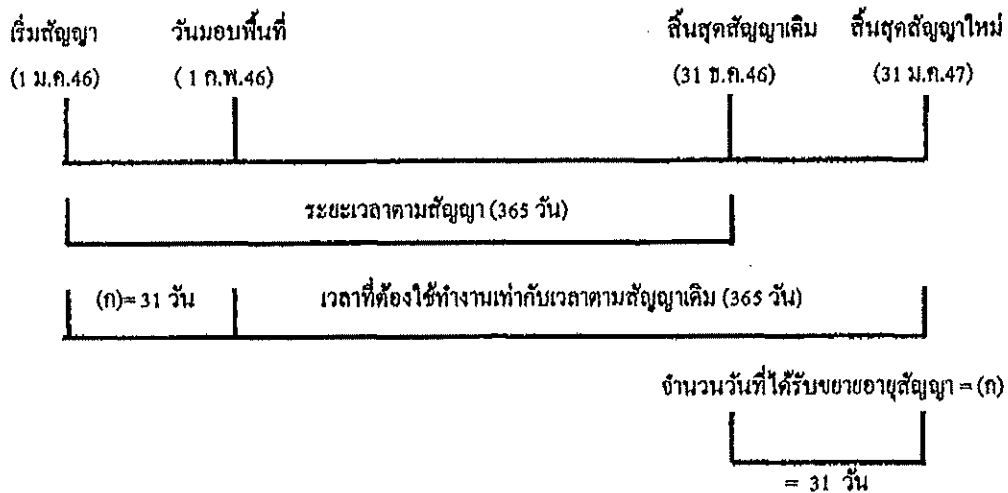 เริ่มสัญญา วันมอบพื้นที่ สิ้นสุดสัญญาเดิม สิ้นสุดสัญญาใหม่
(1 ม.ค.46) ( 1 ก.พ.46) (31 ธ.ค.46) (31 ม.ค.47)
ระยะเวลาตามสัญญา (365 วัน)
(ก)= 31 วัน เวลาที่ต้องใช้ทำงานเท่ากับเวลาตามสัญญาเดิม (365 วัน)
จำนวนวันที่ได้รับขยายอายุสัญญา = (ก)
= 31 วัน